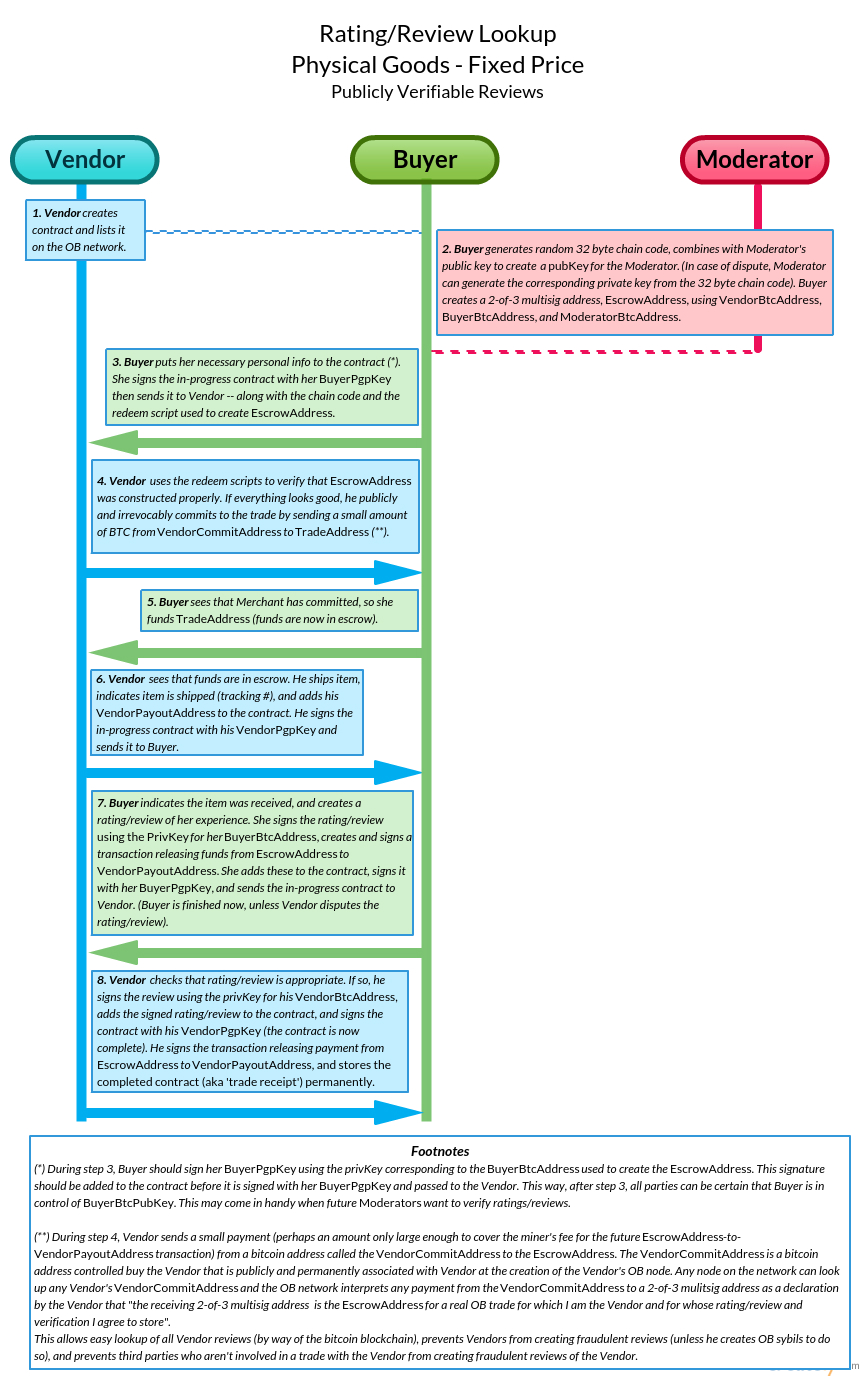 Rating/Review Lookup
Physical Goods - Fixed Price
Publicly Verifiable Reviews
Vendor
Buyer
Moderator
1. Vendor creates
contract and lists it
on the OB network.
2. Buyer generates random 32 byte chain code, combines with Moderator's
public key to create a pubKey for the Moderator. (In case of dispute, Moderator
can generate the corresponding private key from the 32 byte chain code). Buyer
creates a 2-of-3 multisig address, EscrowAddress, using VendorBtcAddress,
BuyerBtcAddress, and ModeratorBtcAddress.
3. Buyer puts her necessary personal info to the contract (*).
She signs the in-progress contract with her BuyerPgpKey
then sends it to Vendor -- along with the chain code and the
redeem script used to create EscrowAddress.
4. Vendor uses the redeem scripts to verify that EscrowAddress
was constructed properly. If everything looks good, he publicly
and irrevocably commits to the trade by sending a small amount
of BTC from VendorCommitAddress to TradeAddress (**).
5. Buyer sees that Merchant has committed, so she
funds TradeAddress (funds are now in escrow).
6. Vendor sees that funds are in escrow. He ships item,
indicates item is shipped (tracking #), and adds his
VendorPayoutAddress to the contract. He signs the
in-progress contract with his VendorPgpKey and
sends it to Buyer.
7. Buyer indicates the item was received, and creates a
rating/review of her experience. She signs the rating/review
using the PrivKey for her BuyerBtcAddress, creates and signs a
transaction releasing funds from EscrowAddress to
VendorPayoutAddress. She adds these to the contract, signs it
with her BuyerPgpKey, and sends the in-progress contract to
Vendor. (Buyer is finished now, unless Vendor disputes the
rating/review).
8. Vendor checks that rating/review is appropriate. If so, he
signs the review using the privKey for his VendorBtcAddress,
adds the signed rating/review to the contract, and signs the
contract with his VendorPgpKey (the contract is now
complete). He signs the transaction releasing payment from
EscrowAddress to VendorPayoutAddress, and stores the
completed contract (aka 'trade receipt') permanently.
Footnotes
(*) During step 3, Buyer should sign her BuyerPgpKey using the privKey corresponding to the BuyerBtcAddress used to create the EscrowAddress. This signature
should be added to the contract before it is signed with her BuyerPgpKey and passed to the Vendor. This way, after step 3, all parties can be certain that Buyer is in
control of BuyerBtcPubKey. This may come in handy when future Moderators want to verify ratings/reviews.
(**) During step 4, Vendor sends a small payment (perhaps an amount only large enough to cover the miner's fee for the future EscrowAddress-to-
VendorPayoutAddress transaction) from a bitcoin address called the VendorCommitAddress to the EscrowAddress. The VendorCommitAddress is a bitcoin
address controlled buy the Vendor that is publicly and permanently associated with Vendor at the creation of the Vendor's OB node. Any node on the network can look
up any Vendor's VendorCommitAddress and the OB network interprets any payment from the VendorCommitAddress to a 2-of-3 mulitsig address as a declaration
by the Vendor that "the receiving 2-of-3 multisig address is the EscrowAddress for a real OB trade for which I am the Vendor and for whose rating/review and
verification I agree to store".
This allows easy lookup of all Vendor reviews (by way of the bitcoin blockchain), prevents Vendors from creating fraudulent reviews (unless he creates OB sybils to do
so), and prevents third parties who aren't involved in a trade with the Vendor from creating fraudulent reviews of the Vendor.